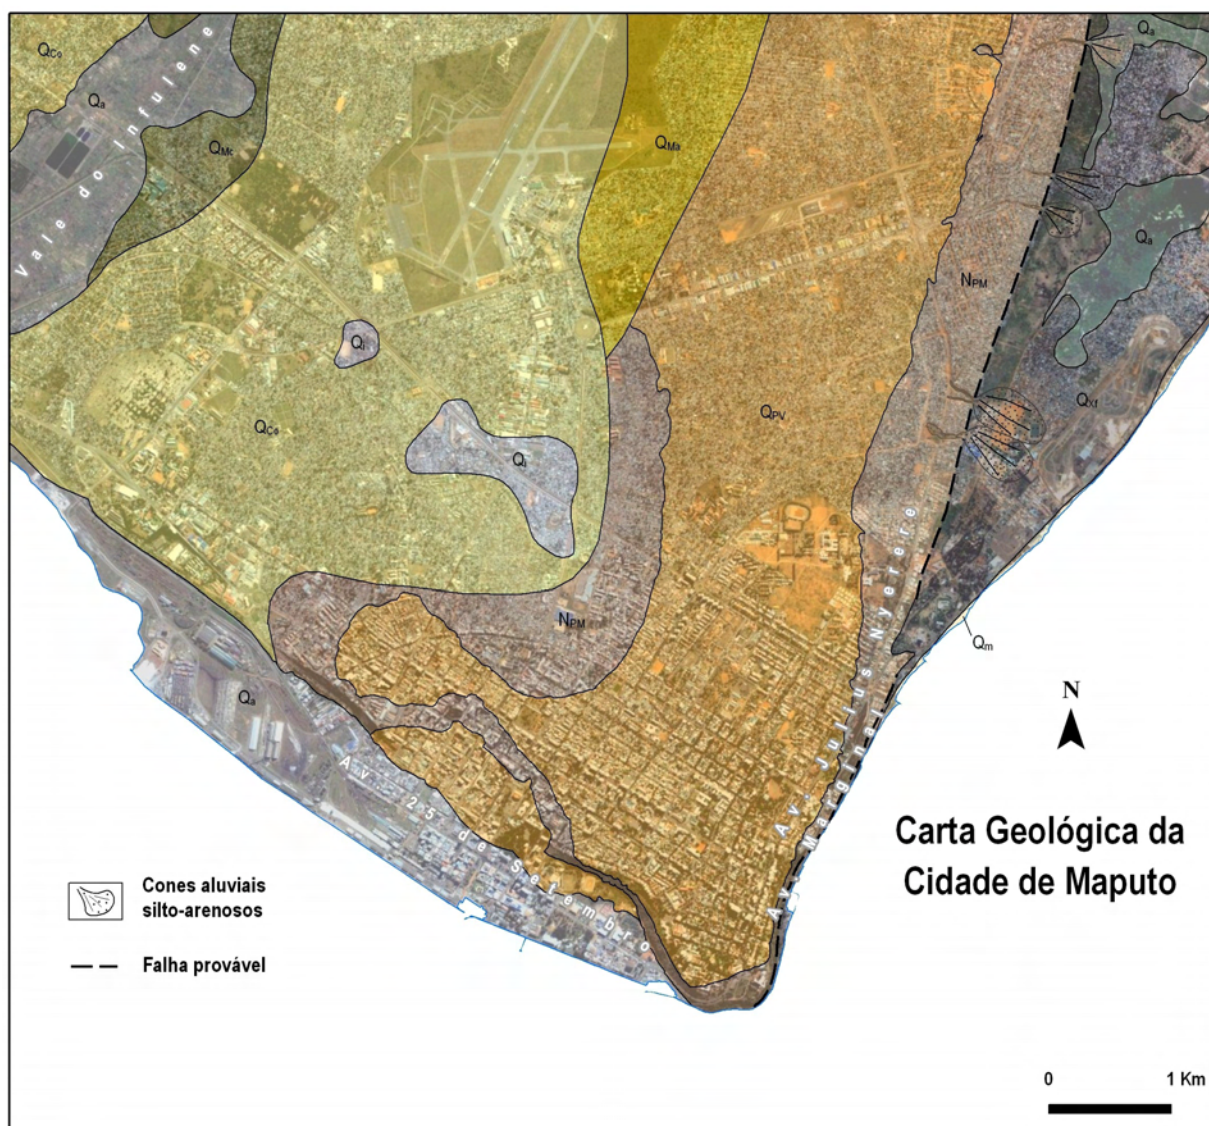 QCo
Qa
Vale do Infulene
QMc
QMa
Qa
Qa
NPM
Qi
QCo
Qi
QPV
QXf
NPM
Qm
Qa
Av. Julius Nyerere
Av. Marginal
Av. 25 de Setembro
N
Carta Geológica da
Cidade de Maputo
Cones aluviais
silto-arenosos
Falha provável
0 1 Km